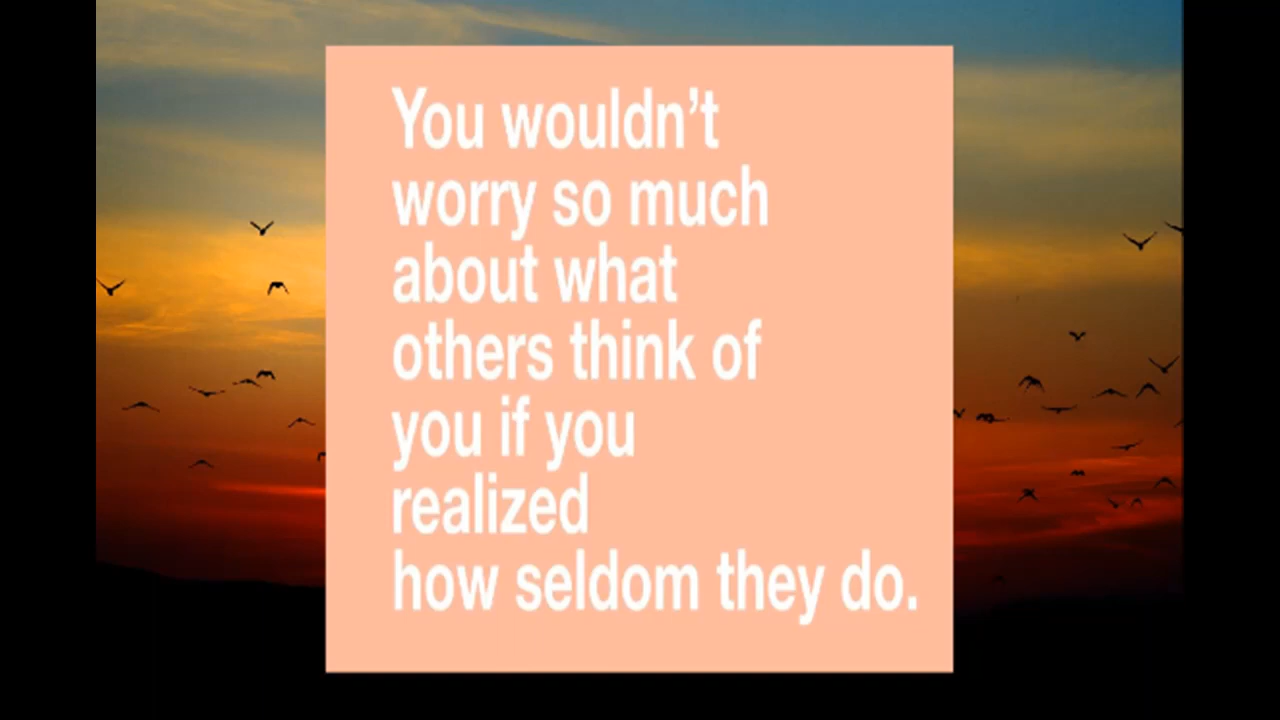 You wouldn’t
worry so much
about what
others think of
you if you
realized
how seldom they do.